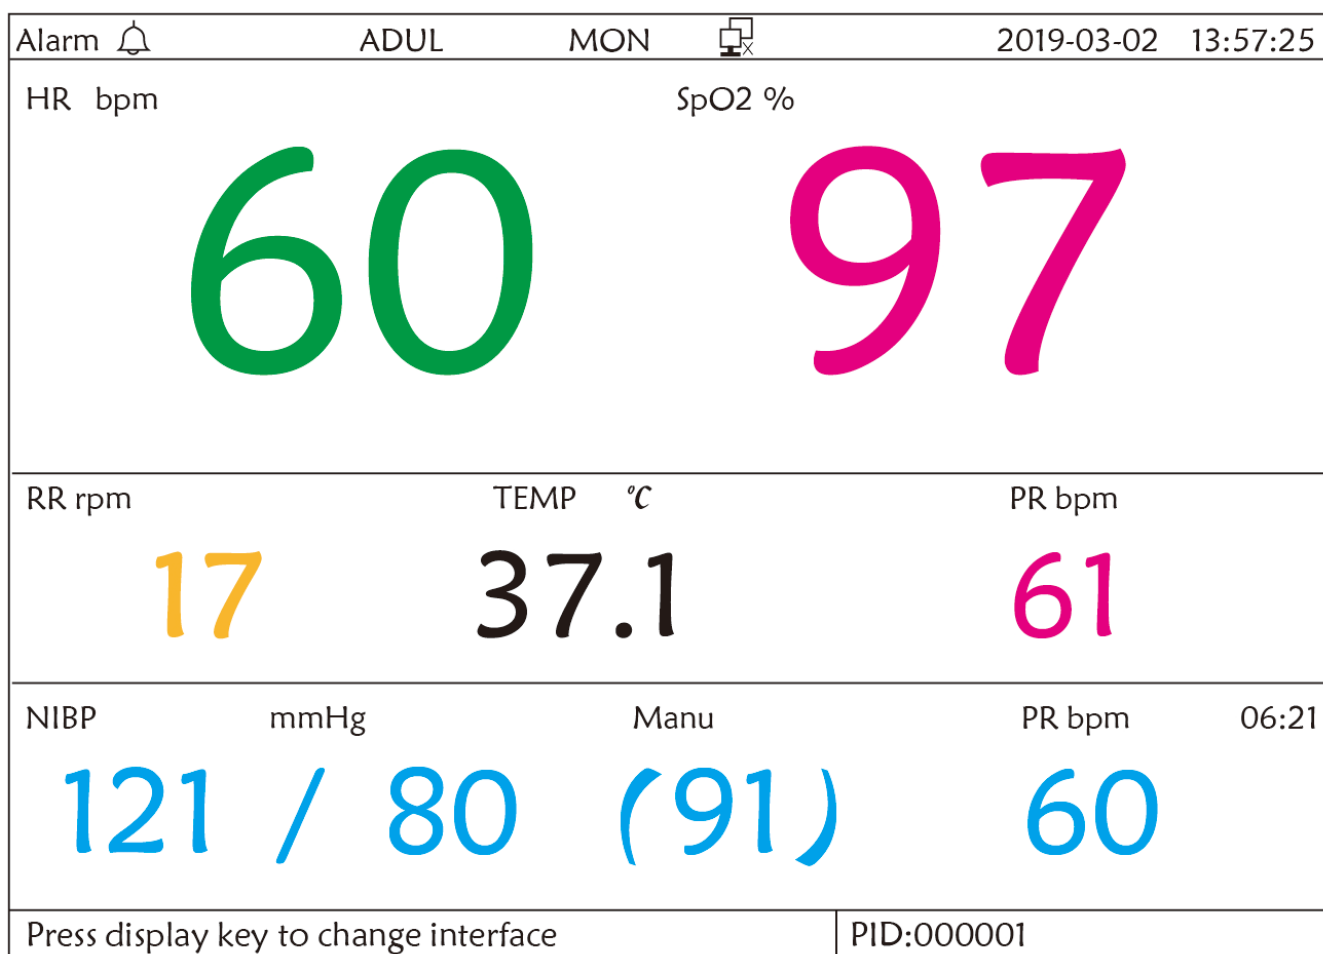 Alarm ADUL MON 2019-03-02 13:57:25
HR bpm SpO2 %
60 97
RR rpm TEMP ℃ PR bpm
17 37.1 61
NIBP mmHg Manu PR bpm 06:21
121 / 80 (91) 60
Press display key to change interface PID:000001